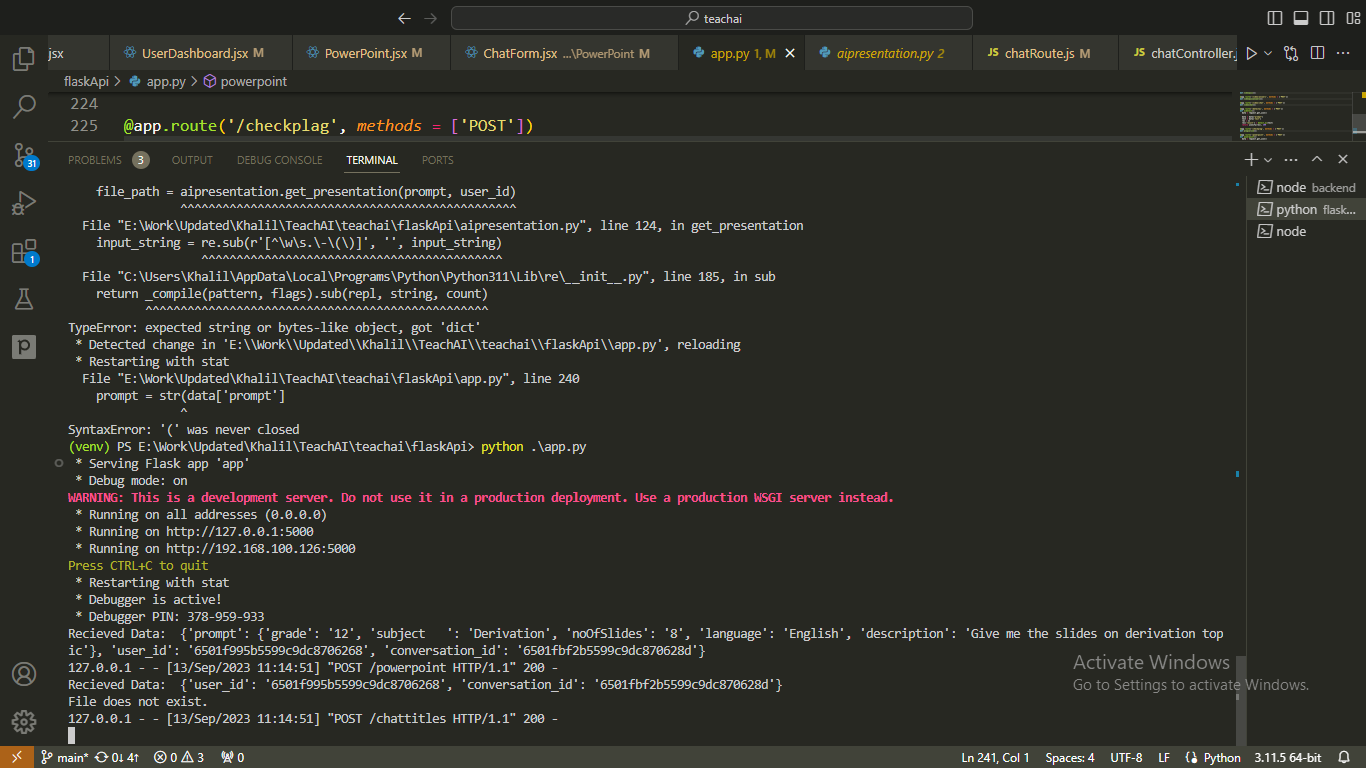 teachai
jsx
UserDashboard.jsx M
PowerPoint.jsx M
ChatForm.jsx ...\PowerPoint M
app.py 1, M
aipresentation.py 2
JS chatRoute.js M
JS chatController.j
flaskApi > app.py > powerpoint
224
225 @app.route('/checkplag', methods = ['POST'])
PROBLEMS 3 OUTPUT DEBUG CONSOLE TERMINAL PORTS
file_path = aipresentation.get_presentation(prompt, user_id)
^^^^^^^^^^^^^^^^^^^^^^^^^^^^^^^^^^^^^^^^^^^^^^^^
File "E:\Work\Updated\Khalil\TeachAI\teachai\flaskApi\aipresentation.py", line 124, in get_presentation
input_string = re.sub(r'[^\w\s.\-\(\)]', '', input_string)
^^^^^^^^^^^^^^^^^^^^^^^^^^^^^^^^^^^^^^^^^^^
File "C:\Users\Khalil\AppData\Local\Programs\Python\Python311\Lib\re\__init__.py", line 185, in sub
return _compile(pattern, flags).sub(repl, string, count)
^^^^^^^^^^^^^^^^^^^^^^^^^^^^^^^^^^^^^^^^^^^^^^^^^
TypeError: expected string or bytes-like object, got 'dict'
* Detected change in 'E:\\Work\\Updated\\Khalil\\TeachAI\\teachai\\flaskApi\\app.py', reloading
* Restarting with stat
File "E:\Work\Updated\Khalil\TeachAI\teachai\flaskApi\app.py", line 240
prompt = str(data['prompt']
^
SyntaxError: '(' was never closed
(venv) PS E:\Work\Updated\Khalil\TeachAI\teachai\flaskApi> python .\app.py
* Serving Flask app 'app'
* Debug mode: on
WARNING: This is a development server. Do not use it in a production deployment. Use a production WSGI server instead.
* Running on all addresses (0.0.0.0)
* Running on http://127.0.0.1:5000
* Running on http://192.168.100.126:5000
Press CTRL+C to quit
* Restarting with stat
* Debugger is active!
* Debugger PIN: 378-959-933
Recieved Data:  {'prompt': {'grade': '12', 'subject   ': 'Derivation', 'noOfSlides': '8', 'language': 'English', 'description': 'Give me the slides on derivation top
ic'}, 'user_id': '6501f995b5599c9dc8706268', 'conversation_id': '6501fbf2b5599c9dc870628d'}
127.0.0.1 - - [13/Sep/2023 11:14:51] "POST /powerpoint HTTP/1.1" 200 -
Recieved Data:  {'user_id': '6501f995b5599c9dc8706268', 'conversation_id': '6501fbf2b5599c9dc870628d'}
File does not exist.
127.0.0.1 - - [13/Sep/2023 11:14:51] "POST /chattitles HTTP/1.1" 200 -
node backend
python flask...
node
31
1
Activate Windows
Go to Settings to activate Windows.
main* 0↓ 4↑ 0 3 0
Ln 241, Col 1 Spaces: 4 UTF-8 LF Python 3.11.5 64-bit